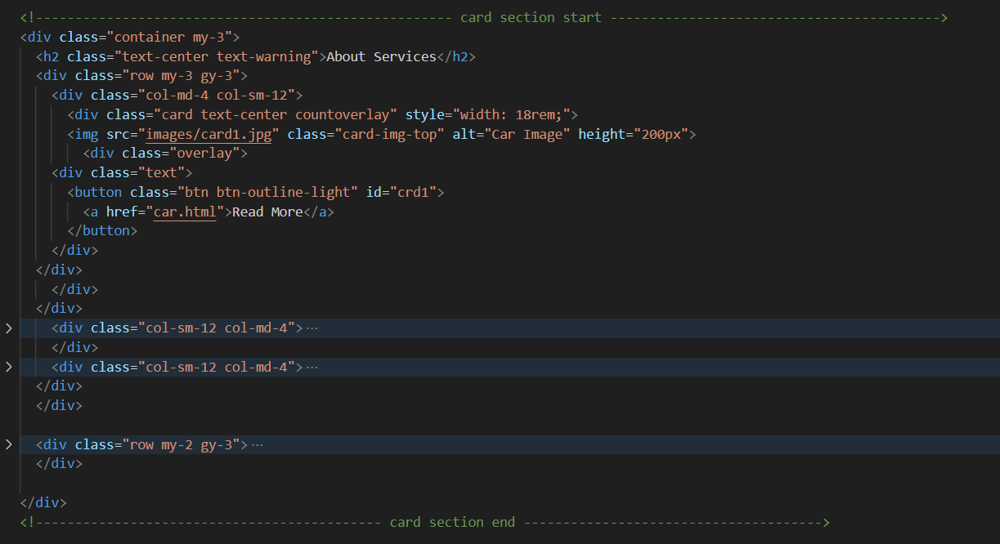 <!----------------------------------------------------- card section start ------------------------------------------>
<div class="container my-3">
<h2 class="text-center text-warning">About Services</h2>
<div class="row my-3 gy-3">
<div class="col-md-4 col-sm-12">
<div class="card text-center countoverlay" style="width: 18rem;">
<img src="images/card1.jpg" class="card-img-top" alt="Car Image" height="200px">
<div class="overlay">
<div class="text">
<button class="btn btn-outline-light" id="crd1">
<a href="car.html">Read More</a>
</button>
</div>
</div>
</div>
</div>
<div class="col-sm-12 col-md-4">···
</div>
<div class="col-sm-12 col-md-4">···
</div>
</div>
<div class="row my-2 gy-3">···
</div>
</div>
<!-------------------------------------------- card section end -------------------------------------->